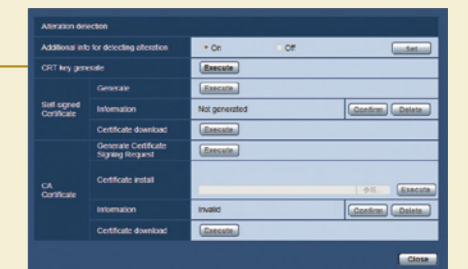 Alteration detection
Additional info for detecting alteration
On Off Set
CRT key generate Execute
Self-signed Certificate
Generate Execute
Information Not generated Confirm Delete
Certificate download Execute
CA Certificate
Generate Certificate
Signing Request Execute
Certificate install Execute
Information Invalid Confirm Delete
Certificate download Execute
Close